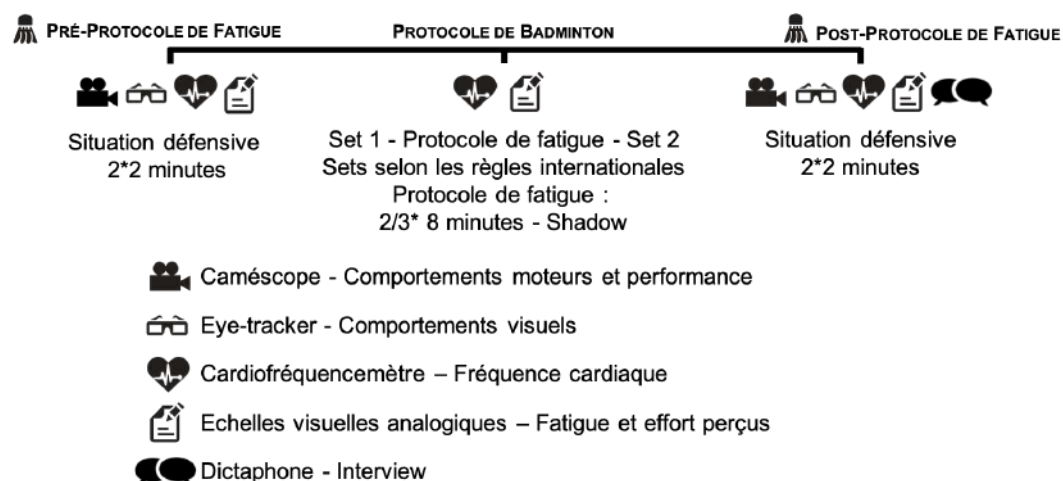 PRÉ-PROTOCOLE DE FATIGUE
PROTOCOLE DE BADMINTON
POST-PROTOCOLE DE FATIGUE
Situation défensive
2*2 minutes
Set 1 - Protocole de fatigue - Set 2
Sets selon les règles internationales
Protocole de fatigue :
2/3* 8 minutes - Shadow
Situation défensive
2*2 minutes
Caméscope - Comportements moteurs et performance
Eye-tracker - Comportements visuels
Cardiofréquencemètre – Fréquence cardiaque
Echelles visuelles analogiques – Fatigue et effort perçus
Dictaphone - Interview